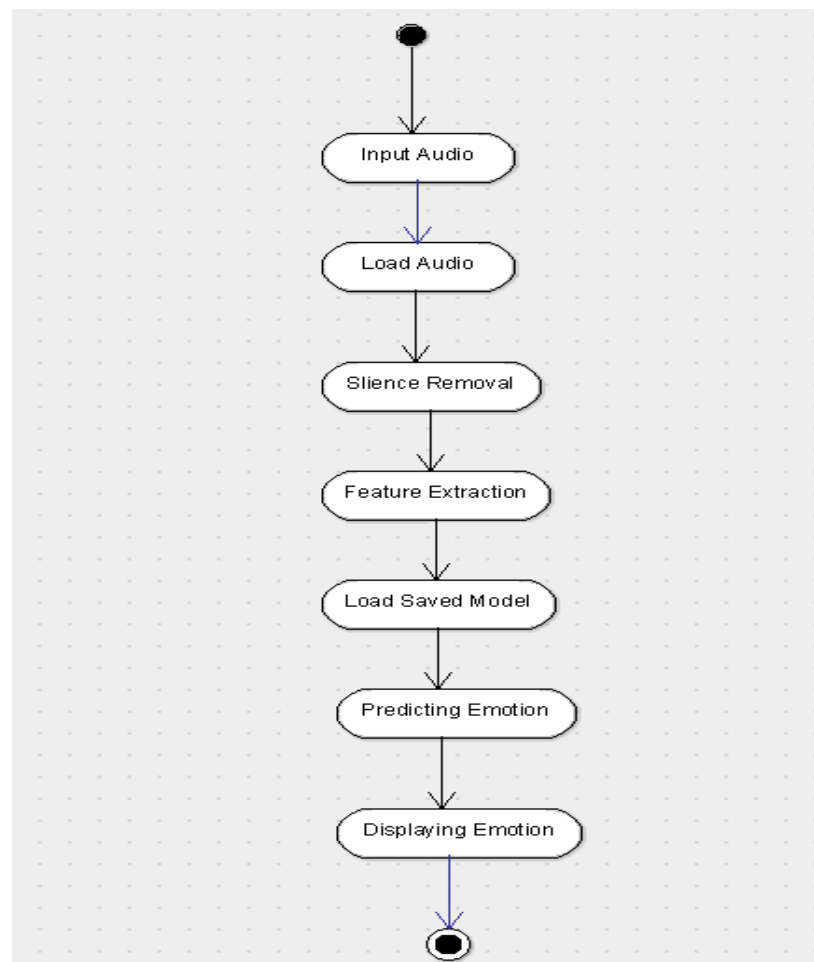 Input Audio
Load Audio
Slience Removal
Feature Extraction
Load Saved Model
Predicting Emotion
Displaying Emotion